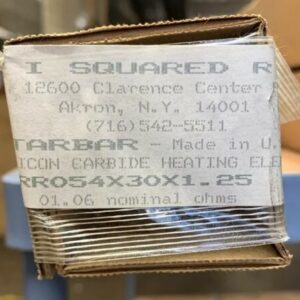 I SQUARED R
12600 Clarence Center
Akron, N.Y. 14001
(716)542-5511
TARBAR - Made in U.
ICON CARBIDE HEATING ELE
RR054X30X1.25
01.06 nominal ohms